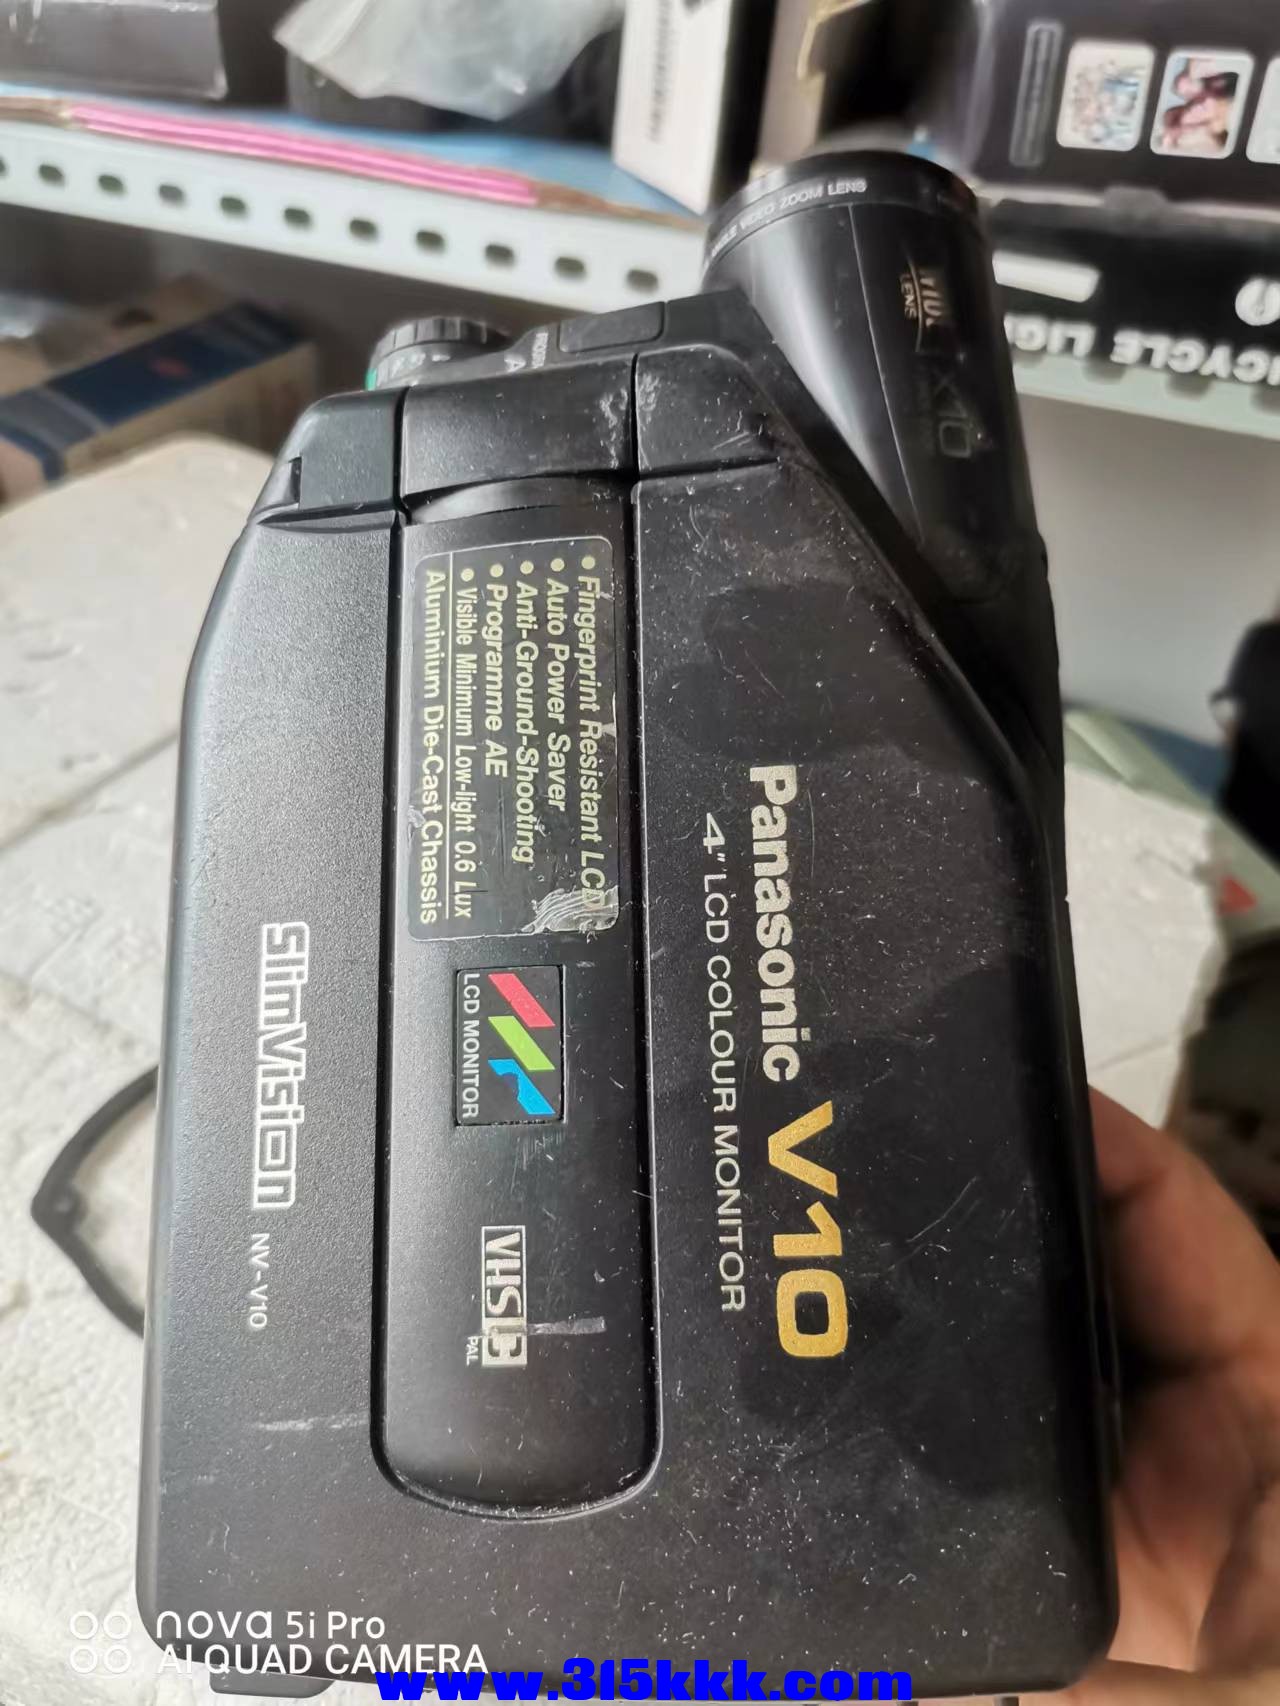 VIDEO ZOOM LENS
LENS
X10
Panasonic V10
4" LCD COLOUR MONITOR
• Fingerprint Resistant LCD
• Auto Power Saver
• Anti-Ground-Shooting
• Programme AE
• Visible Minimum Low-light 0.6 Lux
Aluminium Die-Cast Chassis
LCD MONITOR
VHSC
PAL
SlimVision NV-V10
nova 5i Pro
AI QUAD CAMERA
www.315kkk.com